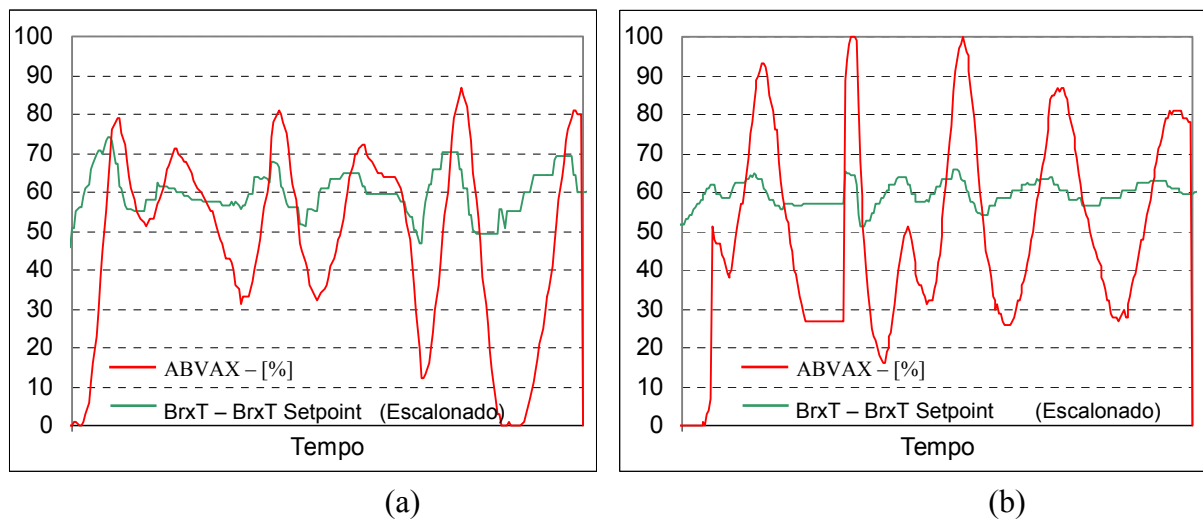 100
90
80
70
60
50
40
30
20
10
0
ABVAX – [%]
BrxT – BrxT Setpoint (Escalonado)
Tempo
(a)
100
90
80
70
60
50
40
30
20
10
0
ABVAX – [%]
BrxT – BrxT Setpoint (Escalonado)
Tempo
(b)